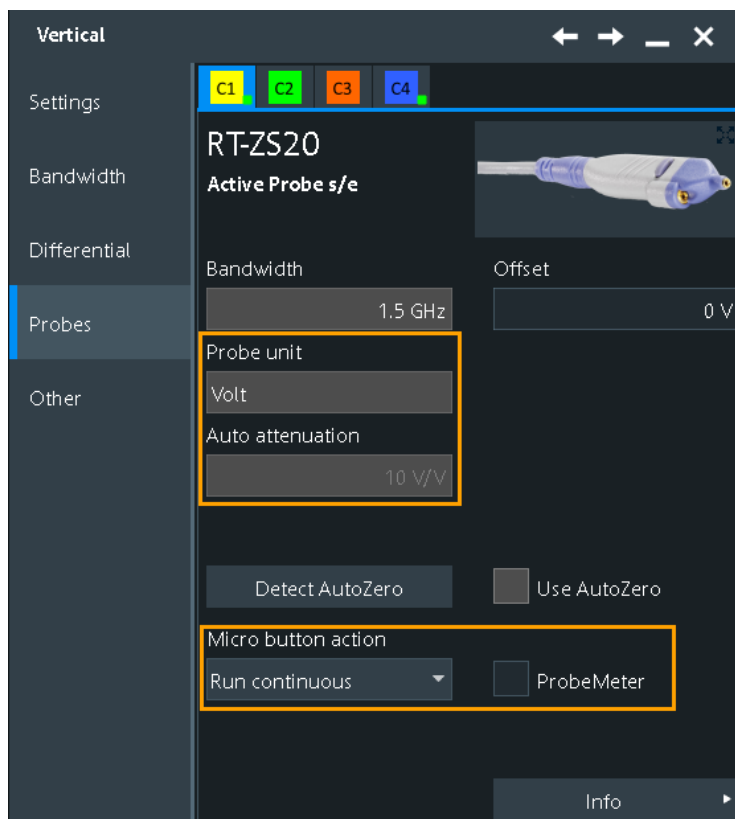 Vertical
Settings
Bandwidth
Differential
Probes
Other
C1 C2 C3 C4
RT-ZS20
Active Probe s/e
Bandwidth Offset
1.5 GHz 0 V
Probe unit
Volt
Auto attenuation
10 V/V
Detect AutoZero Use AutoZero
Micro button action
Run continuous ProbeMeter
Info